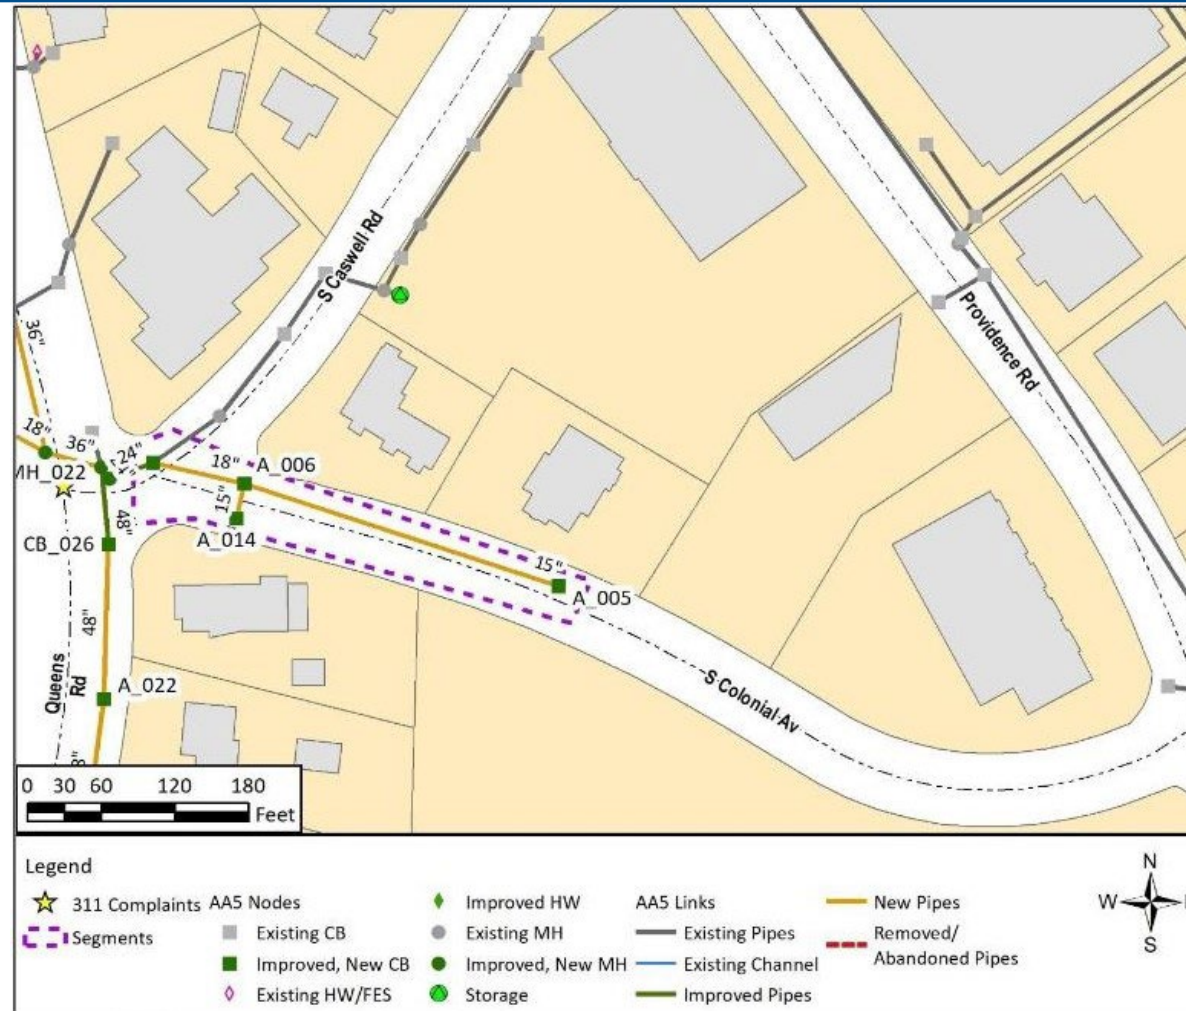 S Caswell Rd
Providence Rd
36"
18"
36"
24"
18"
A_006
MH_022
15"
48"
CB_026
A_014
15"
A_005
48"
Queens
Rd
A_022
S Colonial Av
8"
0 30 60 120 180
Feet
Legend
311 Complaints
Segments
AA5 Nodes
Existing CB
Improved, New CB
Existing HW/FES
Improved HW
Existing MH
Improved, New MH
Storage
AA5 Links
Existing Pipes
Existing Channel
Improved Pipes
New Pipes
Removed/
Abandoned Pipes
N
W
S